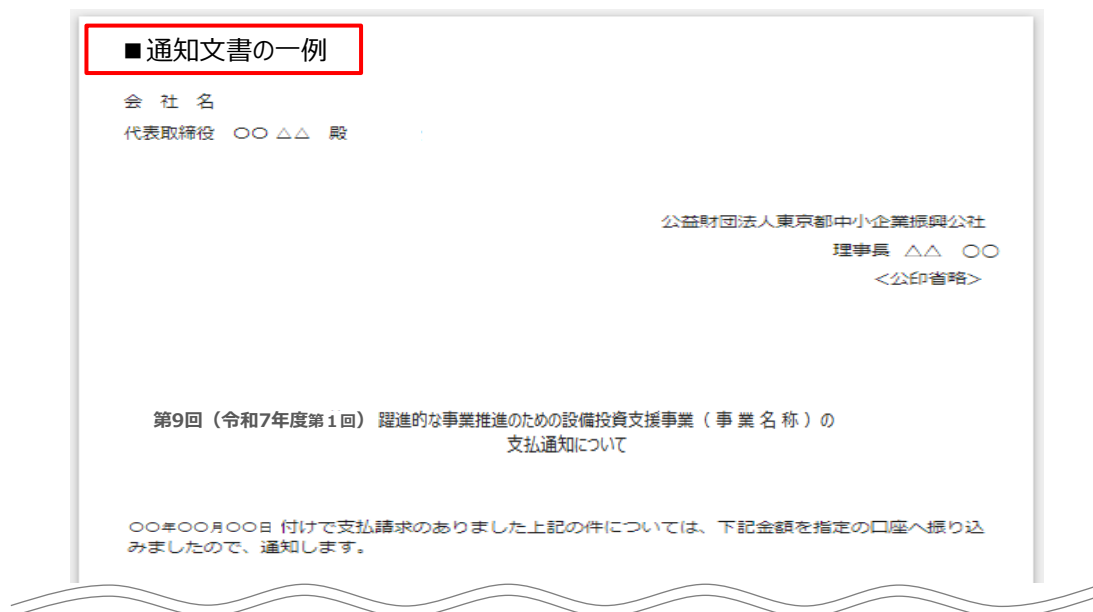 ■通知文書の一例
会 社 名
代表取締役 ○○ △△ 殿
公益財団法人東京都中小企業振興公社
理事長 △△ ○○
<公印省略>
第9回（令和7年度第1回） 躍進的な事業推進のための設備投資支援事業（ 事 業 名 称 ）の
支払通知について
○○年○○月○○日 付けで支払請求のありました上記の件については、下記金額を指定の口座へ振り込
みましたので、通知します。